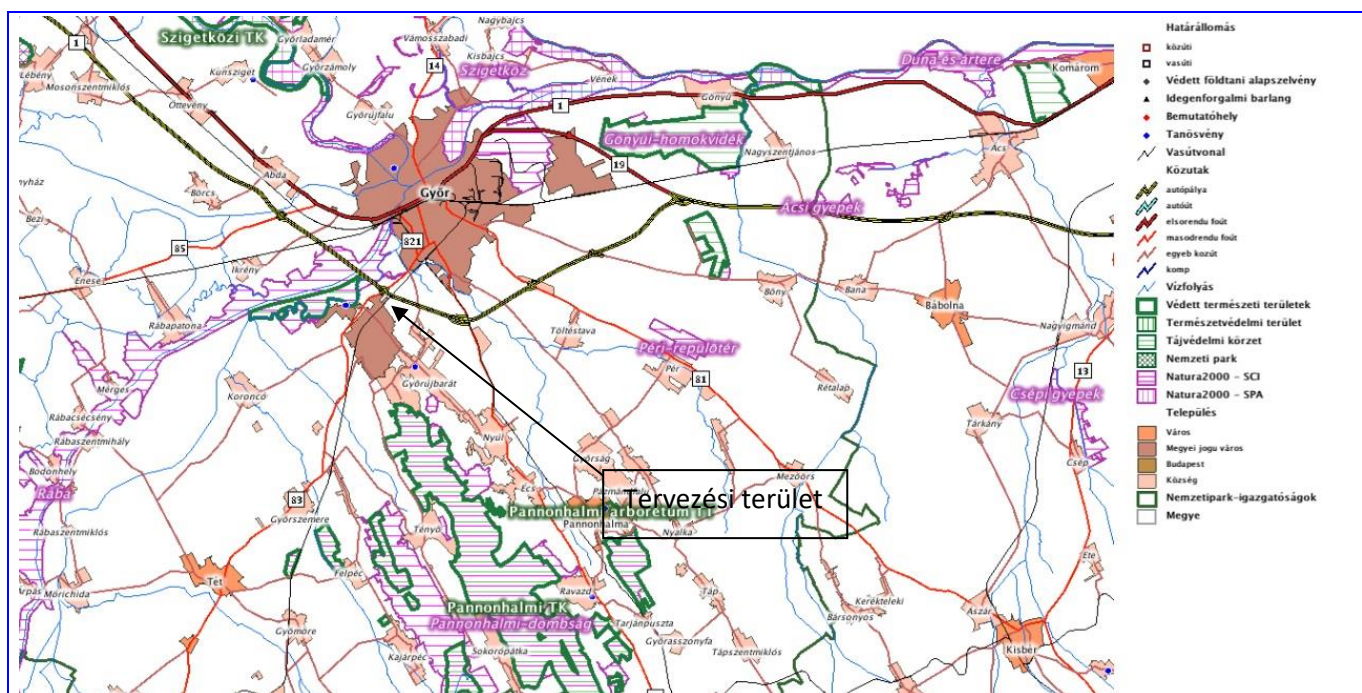 Szigetközi TK
Győrladamér
Vámosszabadi
Nagybajcs
Kisbajcs
1
Lébény
Mosonszentmiklós
Kunsziget
Győrzámoly
14
Szigetköz
Vének
Duna és ártere
Komárom
Öttevény
Győrújfalu
1
Gönyű
Gönyüi-homokvidék
Nagyszentjános
Ács
19
Abda
Börcs
Győr
Ácsi gyepek
Bezi
85
821
Ikrény
Enese
Rábapatona
Töltéstava
Böny
Bana
Bábolna
Nagyigmánd
Péri-repülőtér
Pér
81
Rétalap
13
Csépi gyepek
Mérges
Koroncó
Győrújbarát
Rábacsécsény
Rábaszentmihály
Nyúl
Tárkány
Bodonhely
Rába
Győrság
Csép
Écs
Pázmándfalu
Mezőörs
Tervezési terület
83
Győrszemere
Pannonhalmi arborétum TT
Pannonhalma
Nyalka
Rábaszentmiklós
Tényő
Ete
Árpás
Mórichida
Tét
Felpéc
Ravazd
Táp
Kerékteleki
Aszár
Pannonhalmi TK
Pannonhalmi-dombság
Tarjánpuszta
Bársonyos
Gyömöre
Győrasszonyfa
Kajárpéc
Sokorópátka
Tápszentmiklós
Kisbér
Határállomás
közúti
vasúti
Védett földtani alapszelvény
Idegenforgalmi barlang
Bemutatóhely
Tanösvény
Vasútvonal
Közutak
autópálya
autóút
elsorendu foút
masodrendu foút
egyeb kozút
komp
Vízfolyás
Védett természeti területek
Természetvédelmi terület
Tájvédelmi körzet
Nemzeti park
Natura2000 - SCI
Natura2000 - SPA
Település
Város
Megyei jogu város
Budapest
Község
Nemzetipark-igazgatóságok
Megye